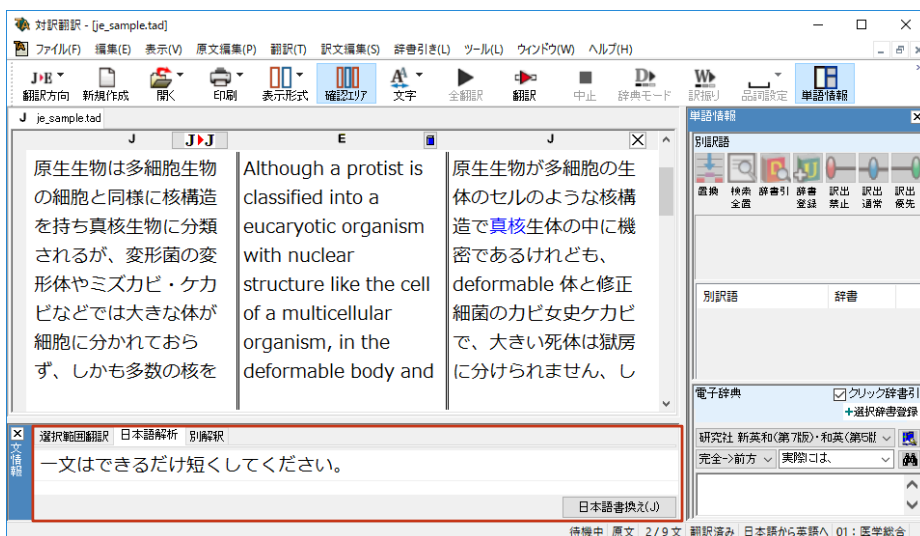 対訳翻訳 - [je_sample.tad]
ファイル(F) 編集(E) 表示(V) 原文編集(P) 翻訳(T) 訳文編集(S) 辞書引き(L) ツール(L) ウィンドウ(W) ヘルプ(H)
J▶E
翻訳方向 新規作成 開く 印刷 表示形式 確認エリア 文字 全翻訳 翻訳 中止 辞典モード 訳振り 品詞設定 単語情報
J je_sample.tad
J J▶J E J
原生生物は多細胞生物
の細胞と同様に核構造
を持ち真核生物に分類
されるが、変形菌の変
形体やミズカビ・ケカ
ビなどでは大きな体が
細胞に分かれておら
ず、しかも多数の核を
Although a protist is
classified into a
eucaryotic organism
with nuclear
structure like the cell
of a multicellular
organism, in the
deformable body and
原生生物が多細胞の生
体のセルのような核構
造で真核生体の中に機
密であるけれども、
deformable 体と修正
細菌のカビ女史ケカビ
で、大きい死体は獄房
に分けられません、し
単語情報
別訳語
置換 検索全置 辞書引 辞書登録 訳出禁止 訳出通常 訳出優先
別訳語 辞書
電子辞典 クリック辞書引
+選択辞書登録
研究社 新英和(第7版)・和英(第5版
完全->前方 実際には、
文情報
選択範囲翻訳 日本語解析 別解釈
一文はできるだけ短くしてください。
日本語書換え(J)
待機中 原文 2/9文 翻訳済み 日本語から英語へ 01:医学総合